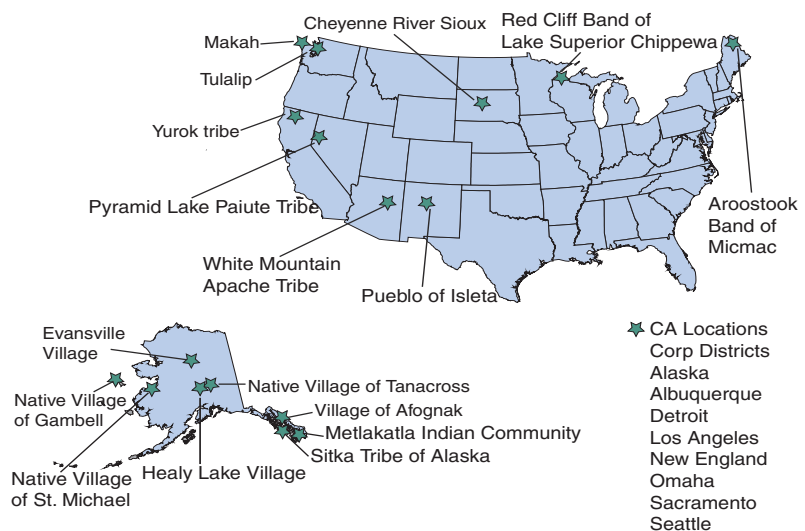 Cheyenne River Sioux
Red Cliff Band of
Lake Superior Chippewa
Makah
Tulalip
Yurok tribe
Pyramid Lake Paiute Tribe
White Mountain
Apache Tribe
Pueblo of Isleta
Aroostook
Band of
Micmac
Evansville
Village
Native Village
of Gambell
Native Village of Tanacross
Village of Afognak
Metlakatla Indian Community
Sitka Tribe of Alaska
Healy Lake Village
Native Village
of St. Michael
CA Locations
Corp Districts
Alaska
Albuquerque
Detroit
Los Angeles
New England
Omaha
Sacramento
Seattle